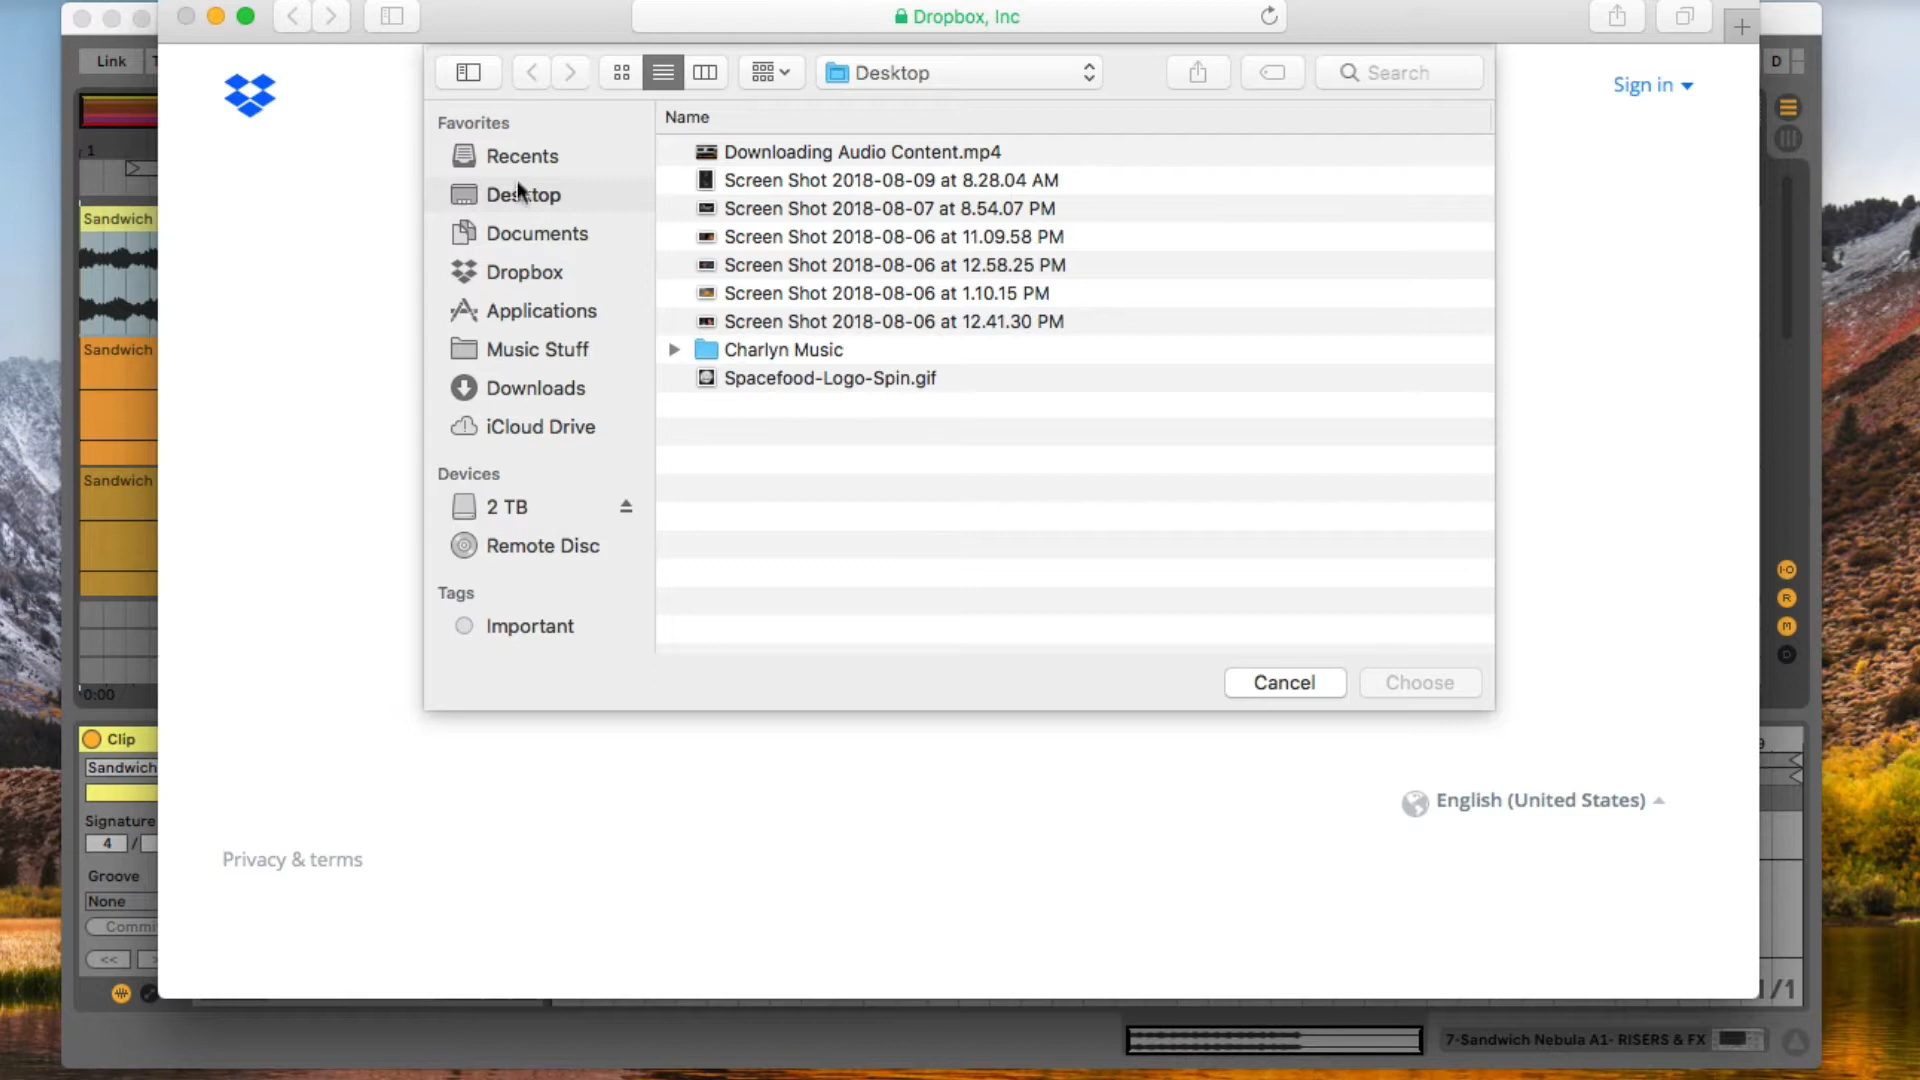 Dropbox, Inc
Link
D
Desktop
Search
Sign in
Favorites
Name
1
Recents
Downloading Audio Content.mp4
Screen Shot 2018-08-09 at 8.28.04 AM
Desktop
Screen Shot 2018-08-07 at 8.54.07 PM
Sandwich
Documents
Screen Shot 2018-08-06 at 11.09.58 PM
Dropbox
Screen Shot 2018-08-06 at 12.58.25 PM
Screen Shot 2018-08-06 at 1.10.15 PM
Applications
Screen Shot 2018-08-06 at 12.41.30 PM
Sandwich
Music Stuff
Charlyn Music
Downloads
Spacefood-Logo-Spin.gif
iCloud Drive
Devices
Sandwich
2 TB
Remote Disc
I-O
Tags
R
Important
M
D
Cancel
Choose
0:00
Clip
Sandwich
English (United States)
Signature
4 /
Privacy & terms
Groove
None
Commi
<<
1/1
7-Sandwich Nebula A1- RISERS & FX